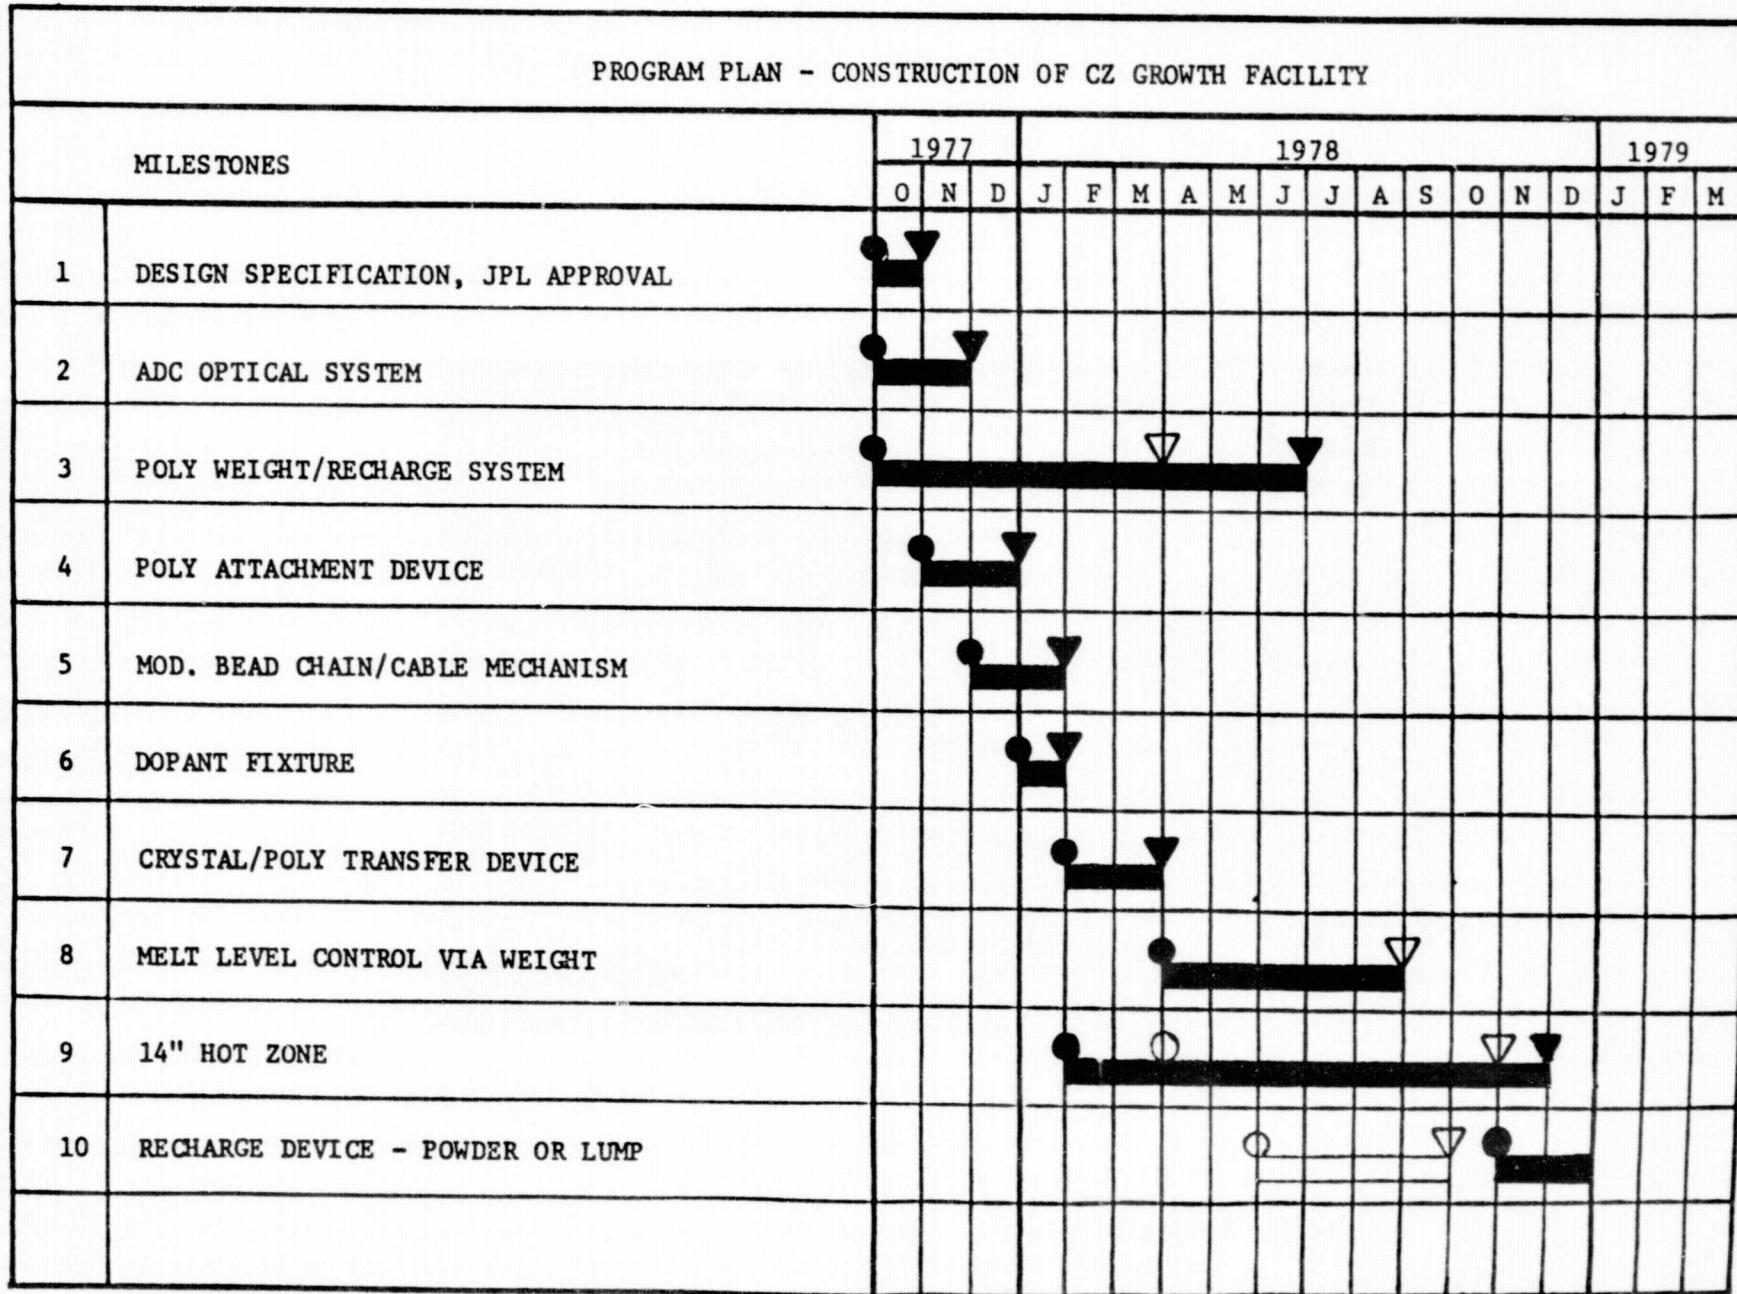 PROGRAM PLAN - CONSTRUCTION OF CZ GROWTH FACILITY
MILESTONES
1977 1978 1979
O N D J F M A M J J A S O N D J F M
1 DESIGN SPECIFICATION, JPL APPROVAL
2 ADC OPTICAL SYSTEM
3 POLY WEIGHT/RECHARGE SYSTEM
4 POLY ATTACHMENT DEVICE
5 MOD. BEAD CHAIN/CABLE MECHANISM
6 DOPANT FIXTURE
7 CRYSTAL/POLY TRANSFER DEVICE
8 MELT LEVEL CONTROL VIA WEIGHT
9 14" HOT ZONE
10 RECHARGE DEVICE - POWDER OR LUMP